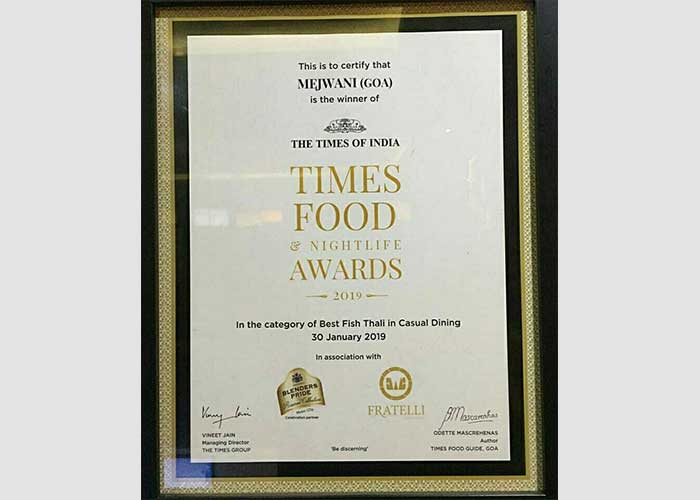 This is to certify that
MEJWANI (GOA)
is the winner of
THE TIMES OF INDIA
TIMES
FOOD
& NIGHTLIFE
AWARDS
2019
In the category of Best Fish Thali in Casual Dining
30 January 2019
In association with
BLENDERS
PRIDE
Celebration partner
FRATELLI
VINEET JAIN
Managing Director
THE TIMES GROUP
'Be discerning'
ODETTE MASCREHENAS
Author
TIMES FOOD GUIDE, GOA